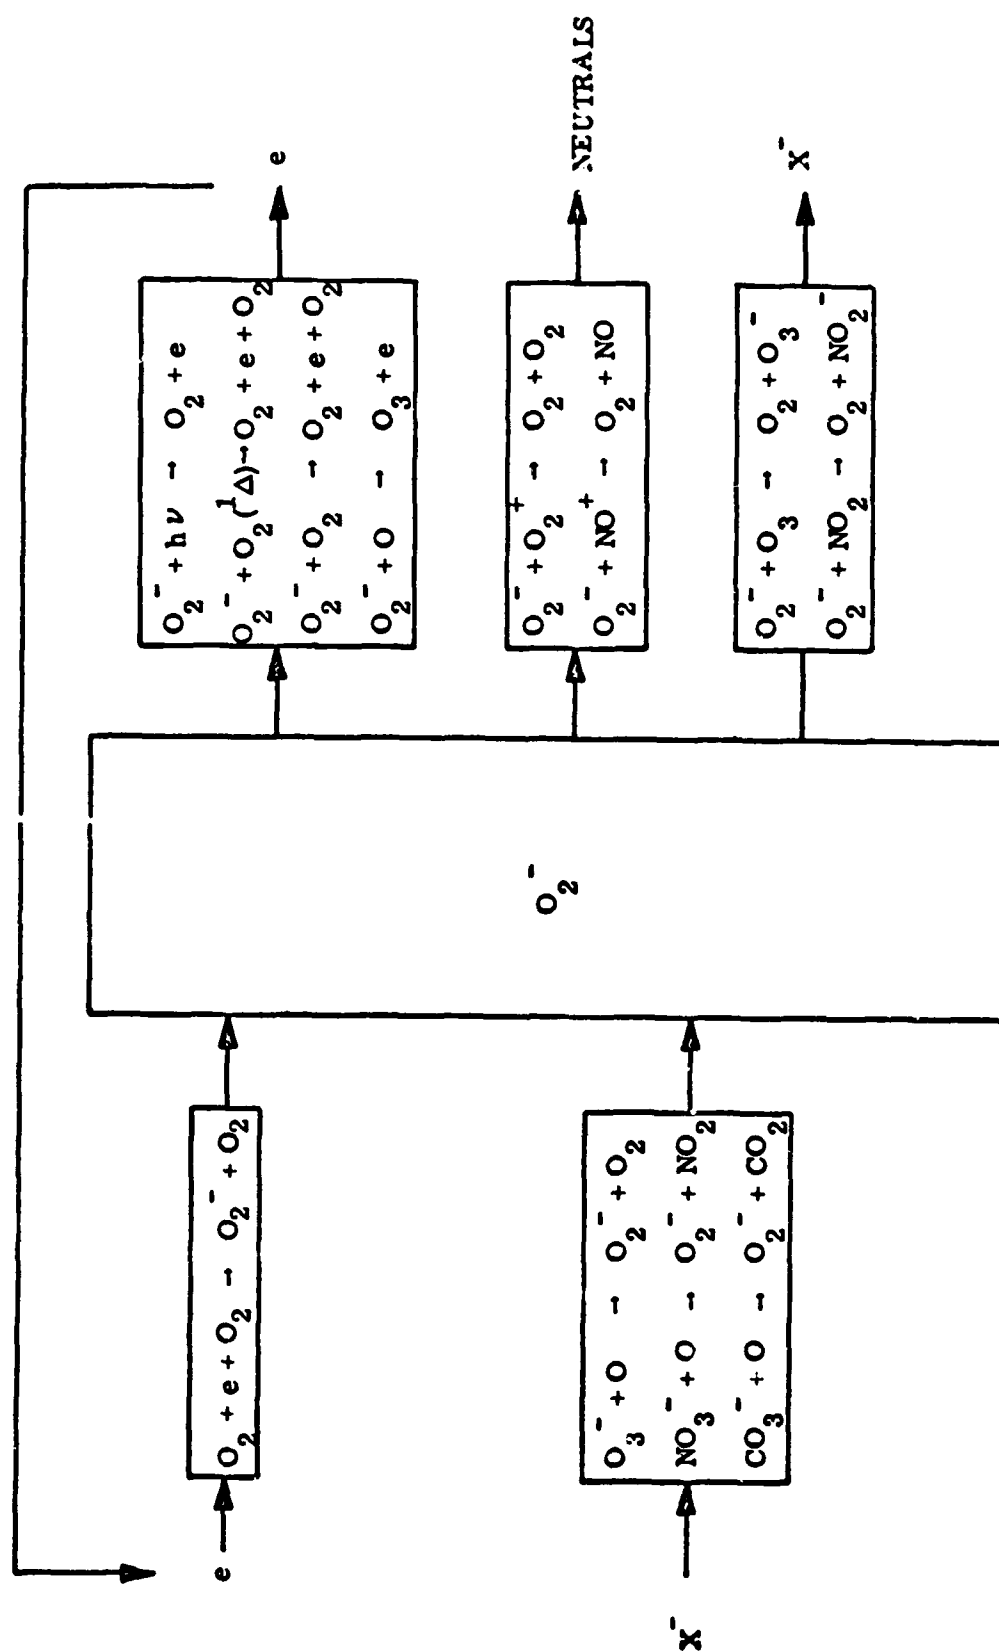 e
O₂ + e + O₂ → O₂⁻ + O₂
X⁻
O₃⁻ + O → O₂⁻ + O₂
NO₃⁻ + O → O₂⁻ + NO₂
CO₃⁻ + O → O₂⁻ + CO₂
O₂⁻
O₂⁻ + hν → O₂ + e
O₂⁻ + O₂(¹Δ) → O₂ + e + O₂
O₂⁻ + O₂ → O₂ + e + O₂
O₂⁻ + O → O₃ + e
e
O₂⁻ + O₂⁺ → O₂ + O₂
O₂⁻ + NO⁺ → O₂ + NO
NEUTRALS
O₂⁻ + O₃ → O₂ + O₃⁻
O₂⁻ + NO₂ → O₂ + NO₂⁻
X⁻